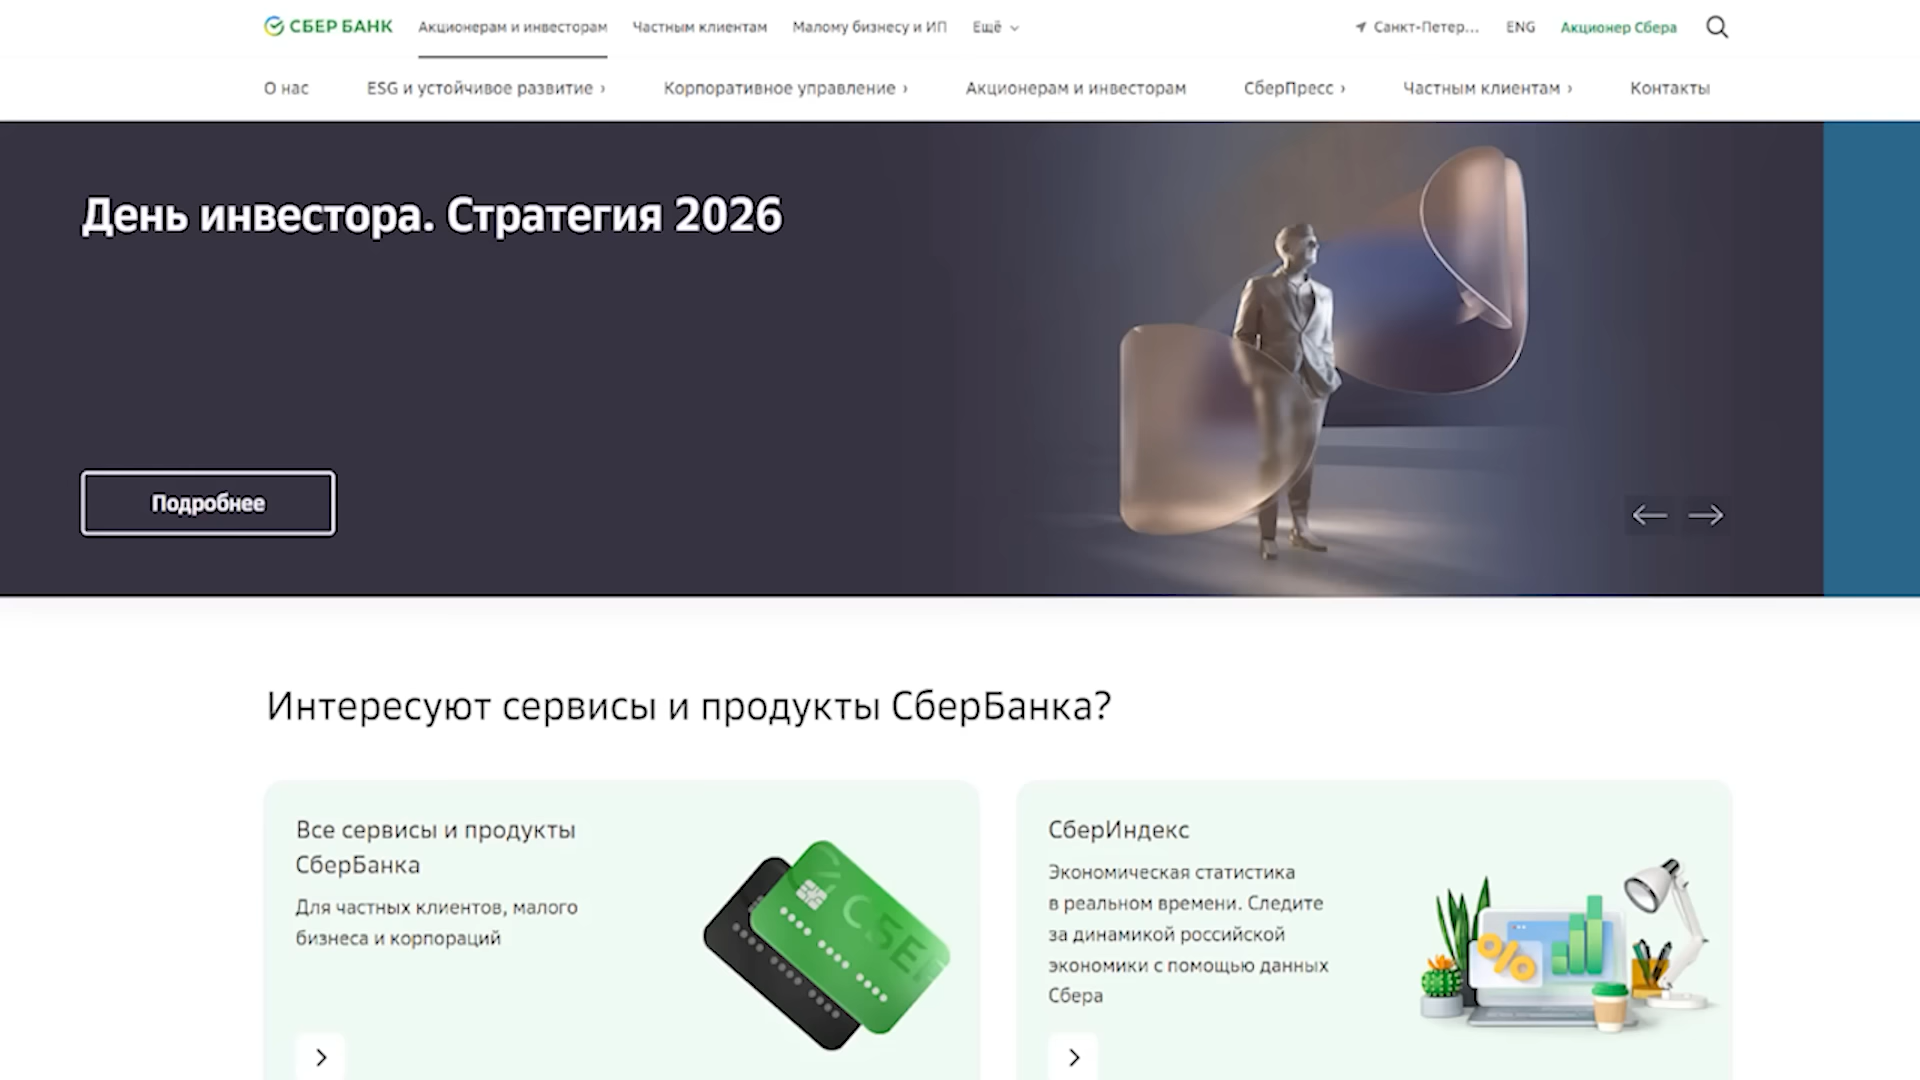 СБЕР БАНК
Акционерам и инвесторам
Частным клиентам
Малому бизнесу и ИП
Ещё
Санкт-Петер...
ENG
Акционер Сбера
О нас
ESG и устойчивое развитие
Корпоративное управление
Акционерам и инвесторам
СберПресс
Частным клиентам
Контакты
День инвестора. Стратегия 2026
Подробнее
Интересуют сервисы и продукты СберБанка?
Все сервисы и продукты
СберБанка
Для частных клиентов, малого
бизнеса и корпораций
СберИндекс
Экономическая статистика
в реальном времени. Следите
за динамикой российской
экономики с помощью данных
Сбера
%